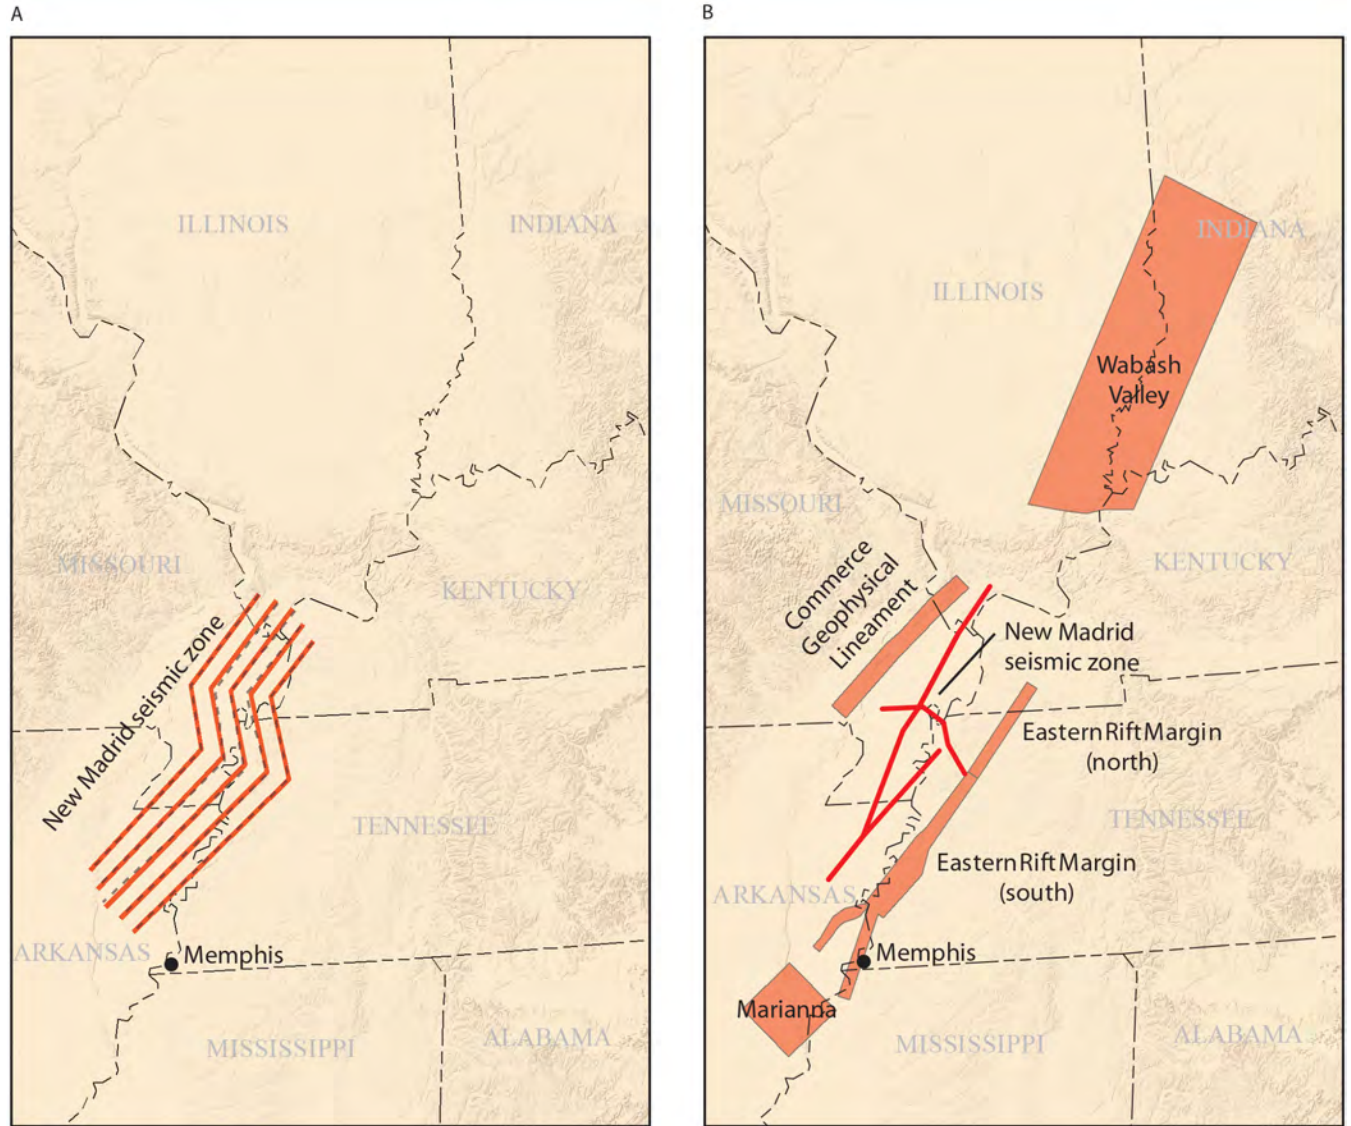 A
ILLINOIS
INDIANA
MISSOURI
KENTUCKY
New Madrid seismic zone
TENNESSEE
ARKANSAS
Memphis
MISSISSIPPI
ALABAMA
B
INDIANA
ILLINOIS
Wabash
Valley
MISSOURI
KENTUCKY
Commerce
Geophysical
Lineament
New Madrid
seismic zone
Eastern Rift Margin
(north)
TENNESSEE
Eastern Rift Margin
(south)
ARKANSAS
Memphis
Marianna
MISSISSIPPI
ALABAMA